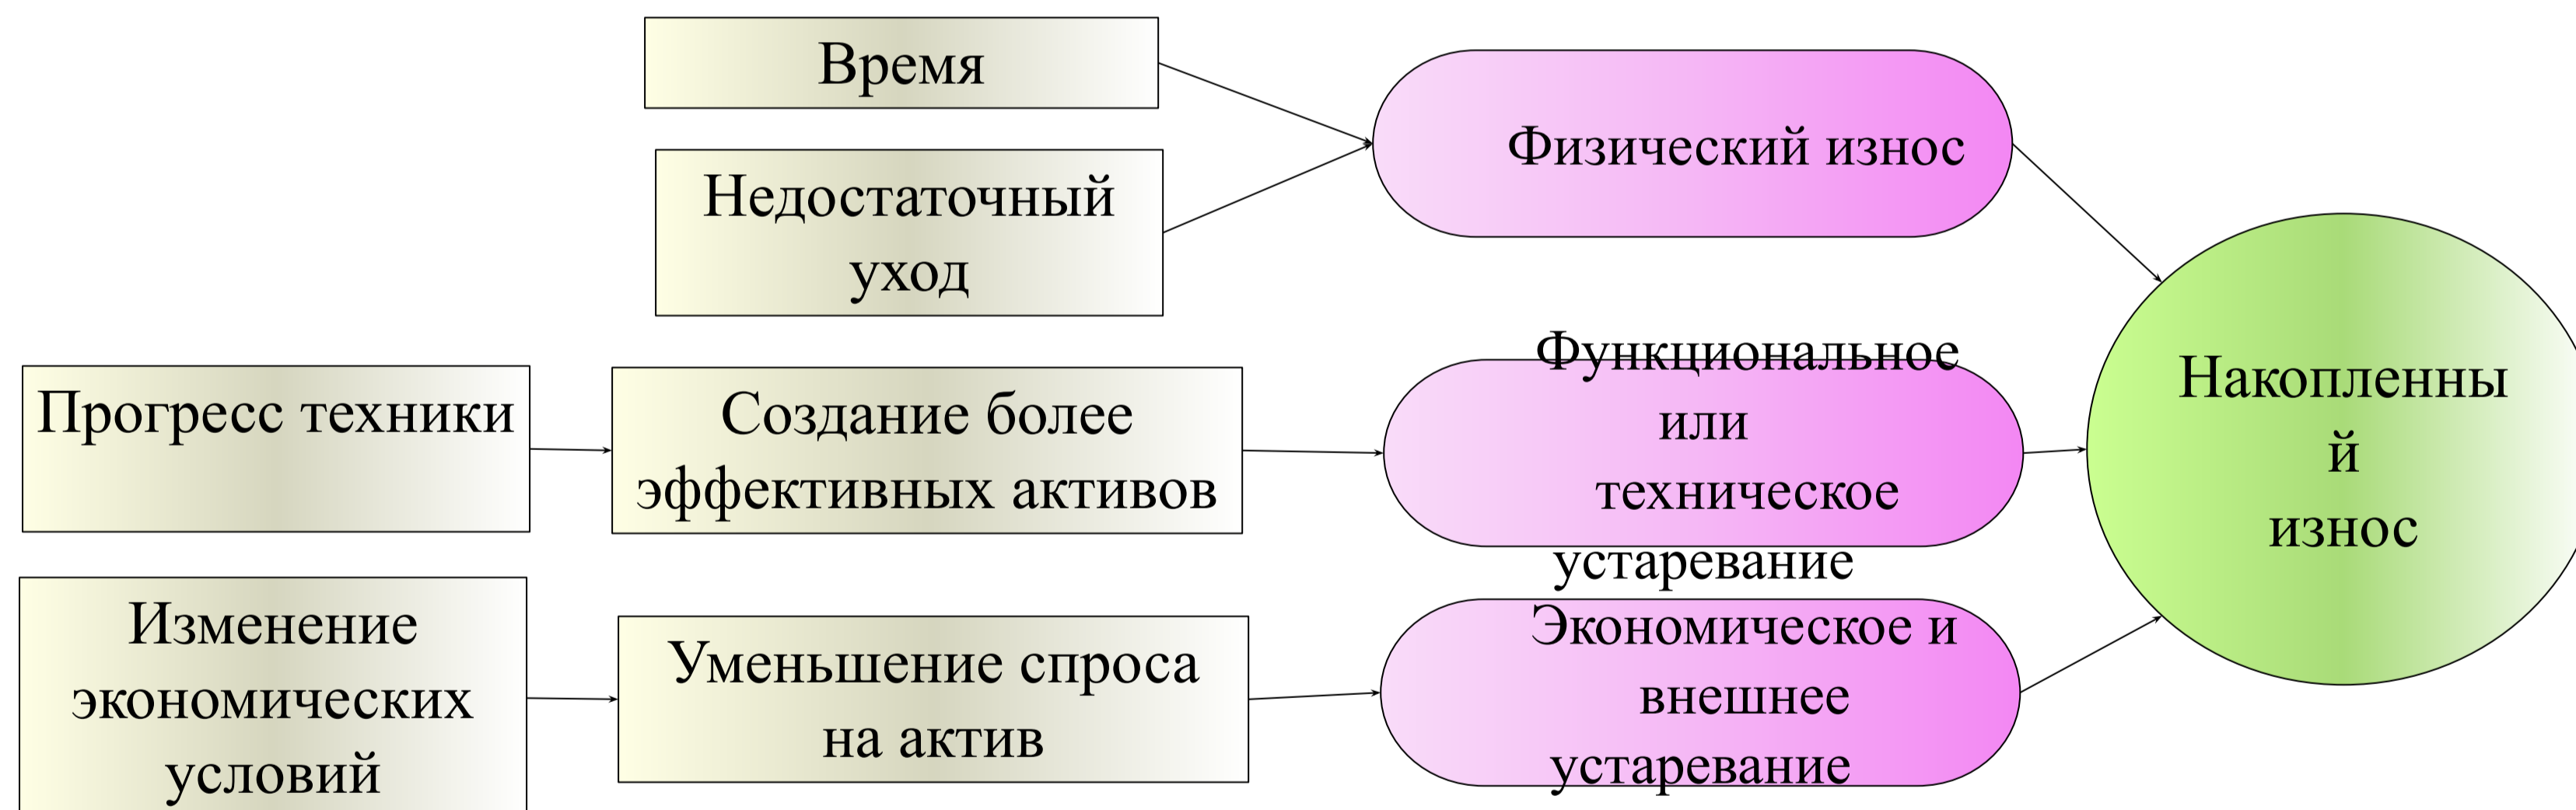 Время
Недостаточный
уход
Физический износ
Прогресс техники
Создание более
эффективных активов
Функциональное
или
техническое
устаревание
Изменение
экономических
условий
Уменьшение спроса
на актив
Экономическое и
внешнее
устаревание
Накопленны
й
износ